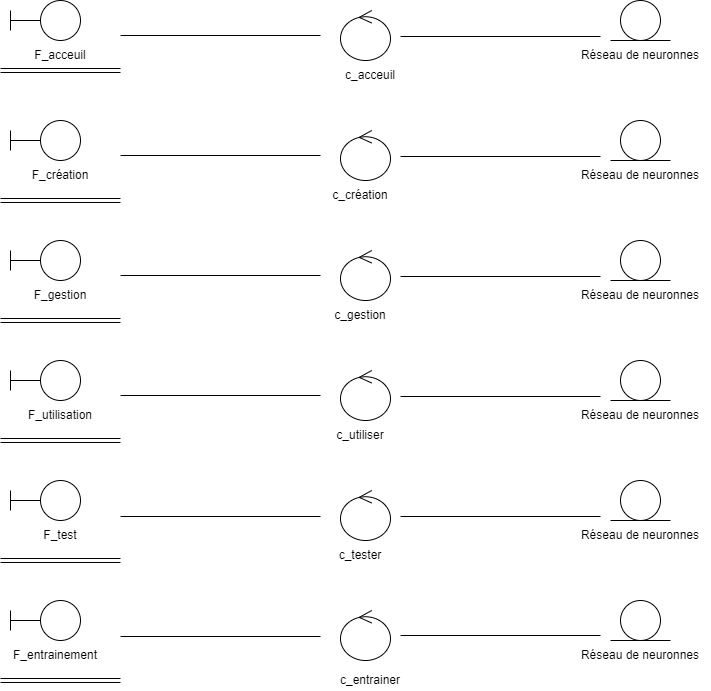 F_acceuil
c_acceuil
Réseau de neuronnes
F_création
c_création
Réseau de neuronnes
F_gestion
c_gestion
Réseau de neuronnes
F_utilisation
c_utiliser
Réseau de neuronnes
F_test
c_tester
Réseau de neuronnes
F_entrainement
c_entrainer
Réseau de neuronnes